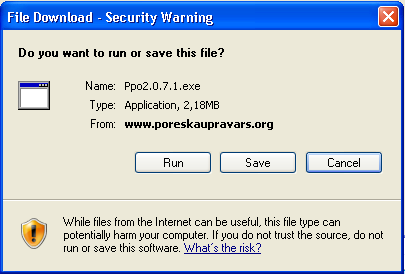 File Download - Security Warning
Do you want to run or save this file?
Name: Ppo2.0.7.1.exe
Type: Application, 2,18MB
From: www.poreskaupravars.org
Run Save Cancel
While files from the Internet can be useful, this file type can
potentially harm your computer. If you do not trust the source, do not
run or save this software. What's the risk?